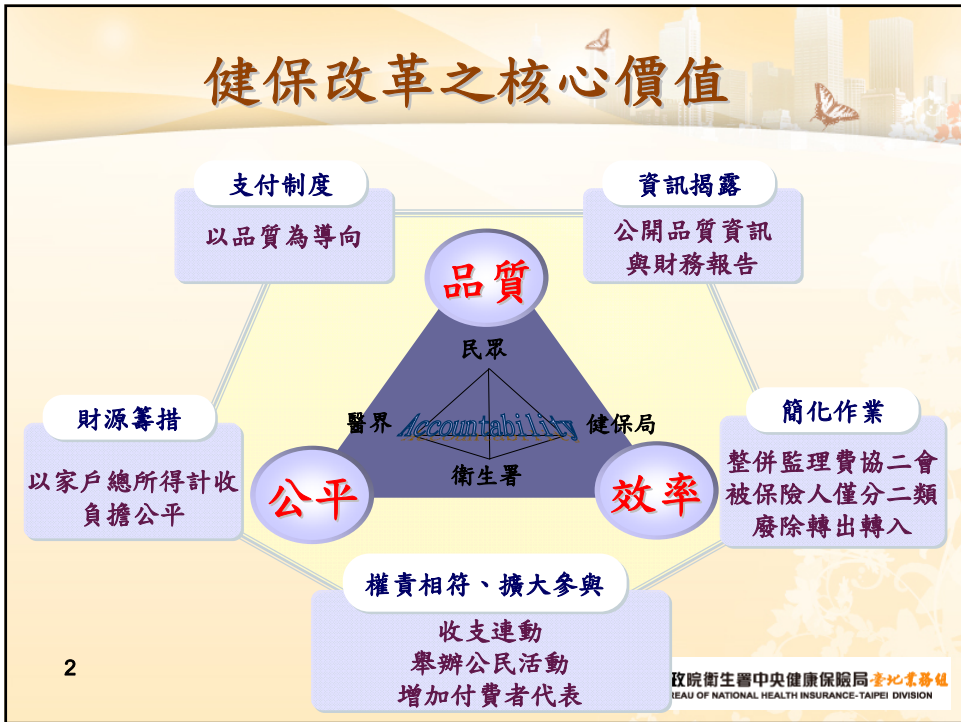 健保改革之核心價值
支付制度
以品質為導向
資訊揭露
公開品質資訊
與財務報告
品質
民眾
醫界
Accountability
健保局
衛生署
公平
效率
財源籌措
以家戶總所得計收
負擔公平
簡化作業
整併監理費協二會
被保險人僅分二類
廢除轉出轉入
權責相符、擴大參與
收支連動
舉辦公民活動
增加付費者代表
2
政院衛生署中央健康保險局臺北業務組
EAU OF NATIONAL HEALTH INSURANCE-TAIPEI DIVISION